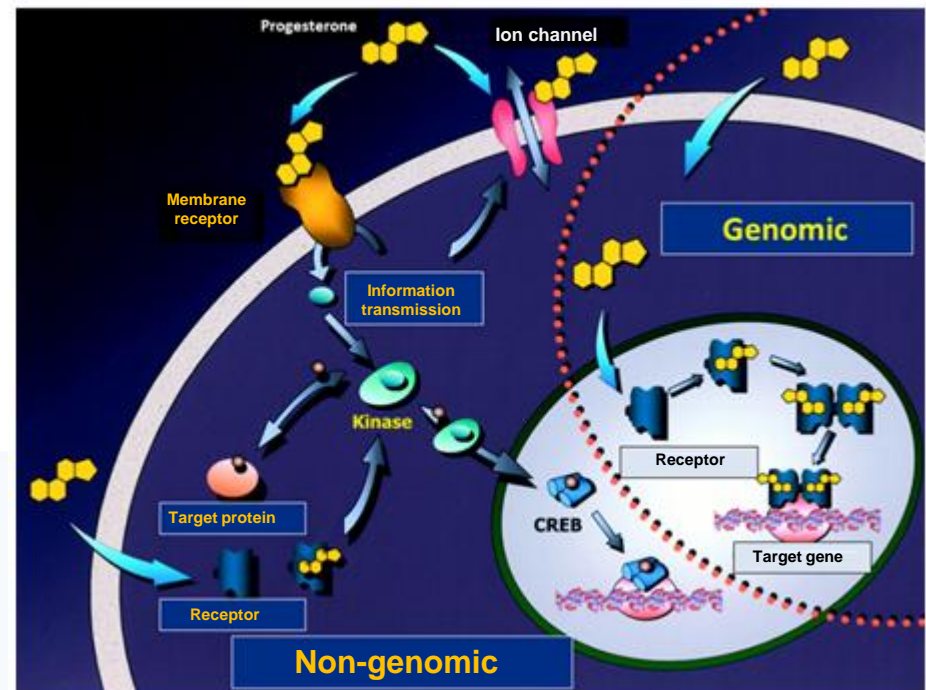 Progesterone
Ion channel
Membrane
receptor
Genomic
Information
transmission
Kinase
Receptor
Target protein
CREB
Target gene
Receptor
Non-genomic